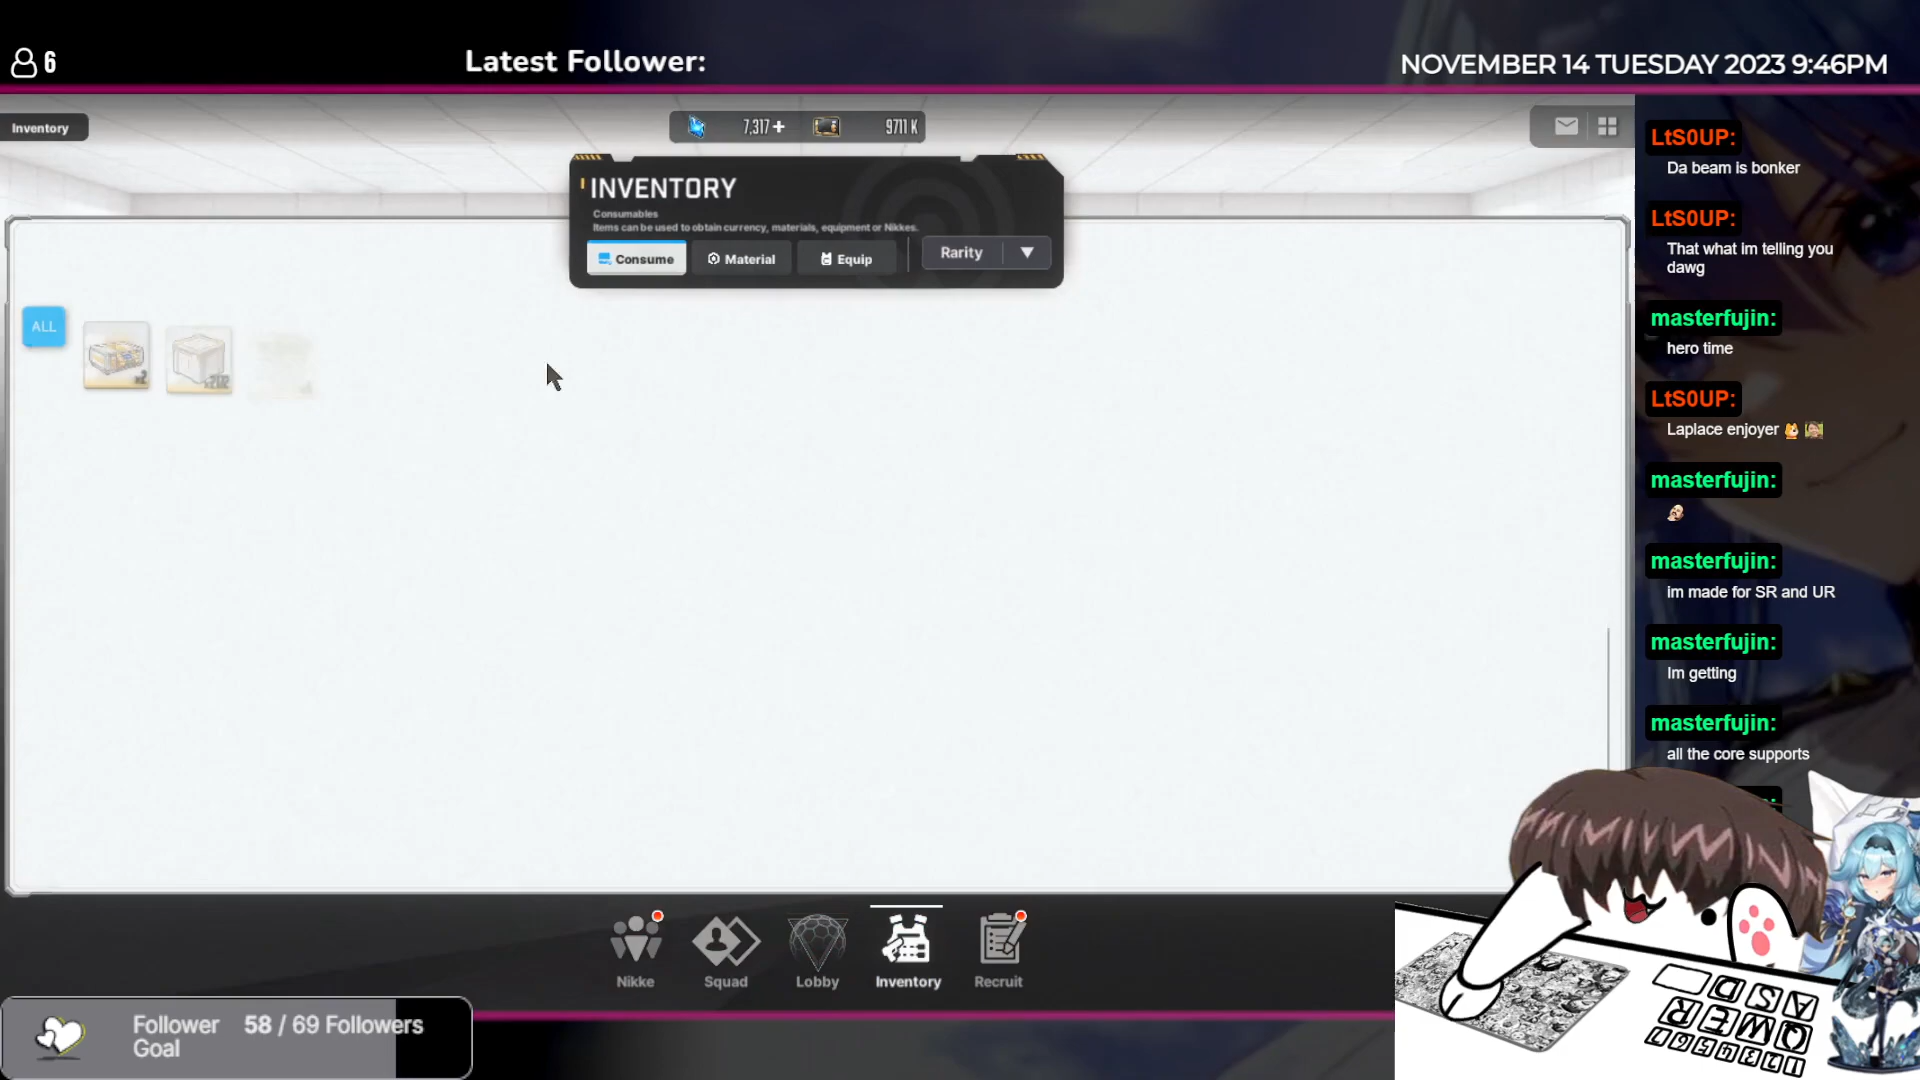 6
Latest Follower:
NOVEMBER 14 TUESDAY 2023 9:46PM
Inventory
7,317 +
9711 K
INVENTORY
Consumables
Items can be used to obtain currency, materials, equipment or Nikkes.
Consume
Material
Equip
Rarity
ALL
x2
LtS0UP:
Da beam is bonker
LtS0UP:
That what im telling you
dawg
masterfujin:
hero time
LtS0UP:
Laplace enjoyer
masterfujin:
masterfujin:
im made for SR and UR
masterfujin:
Im getting
masterfujin:
all the core supports
Nikke
Squad
Lobby
Inventory
Recruit
Follower
Goal
58 / 69 Followers
A S D
Q W E R